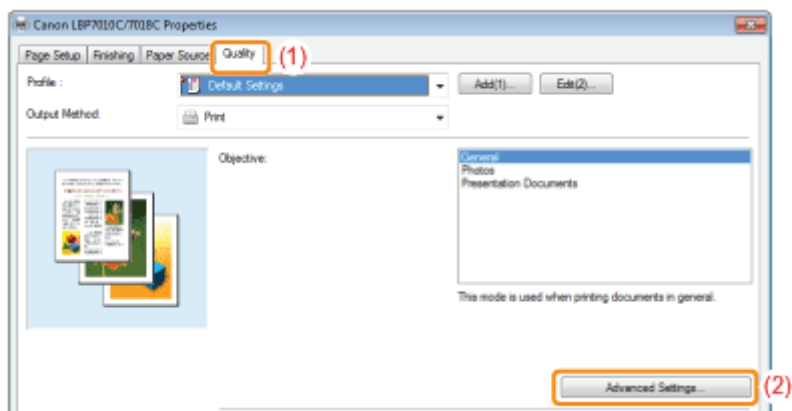 Canon LBP7010C/7018C Properties
Page Setup Finishing Paper Source Quality (1)
Profile : Default Settings Add(1)... Edit(2)...
Output Method: Print
Objective: General
Photos
Presentation Documents
This mode is used when printing documents in general.
Advanced Settings... (2)